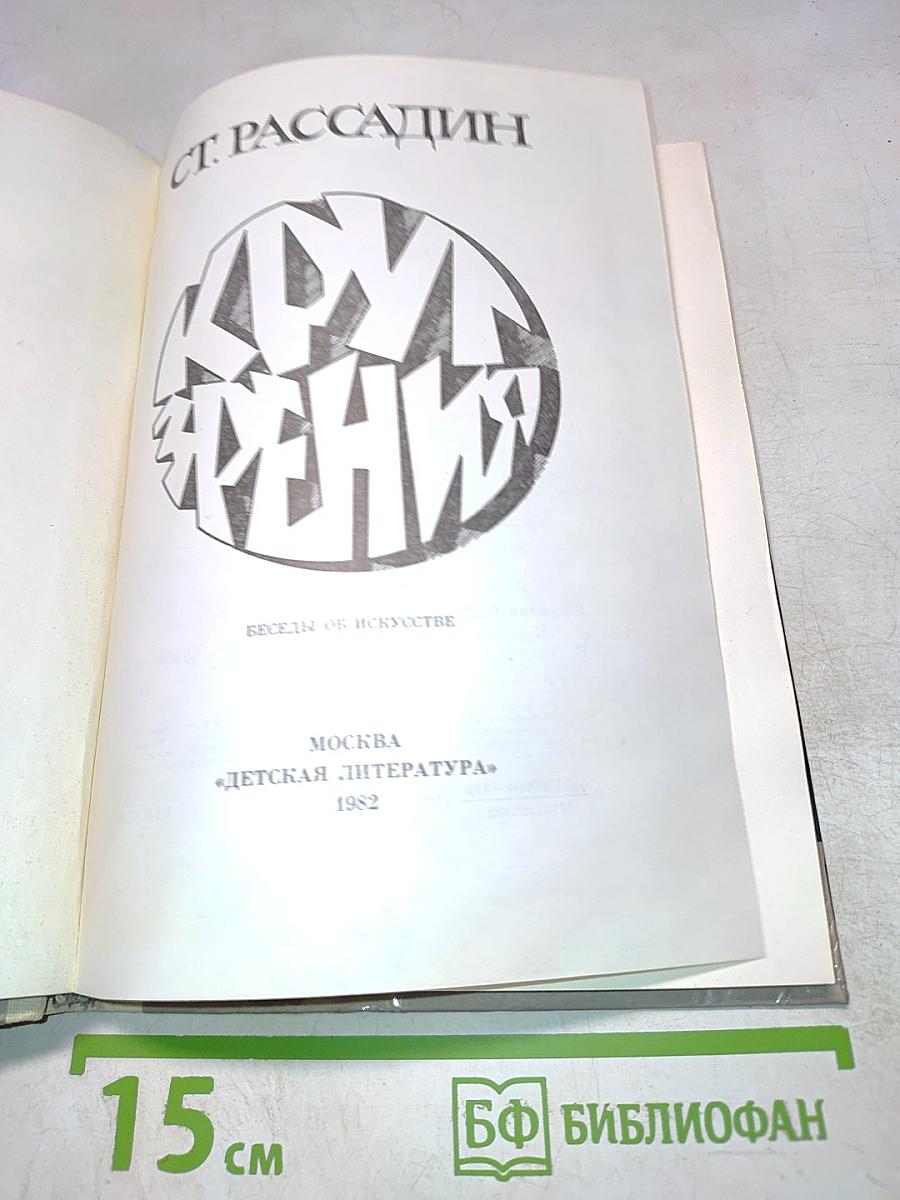 СТ. РАССАДИН
КРУГ
ЗРЕНИЯ
БЕСЕДЫ ОБ ИСКУССТВЕ
МОСКВА
«ДЕТСКАЯ ЛИТЕРАТУРА»
1982
15 см
БФ БИБЛИОФАН